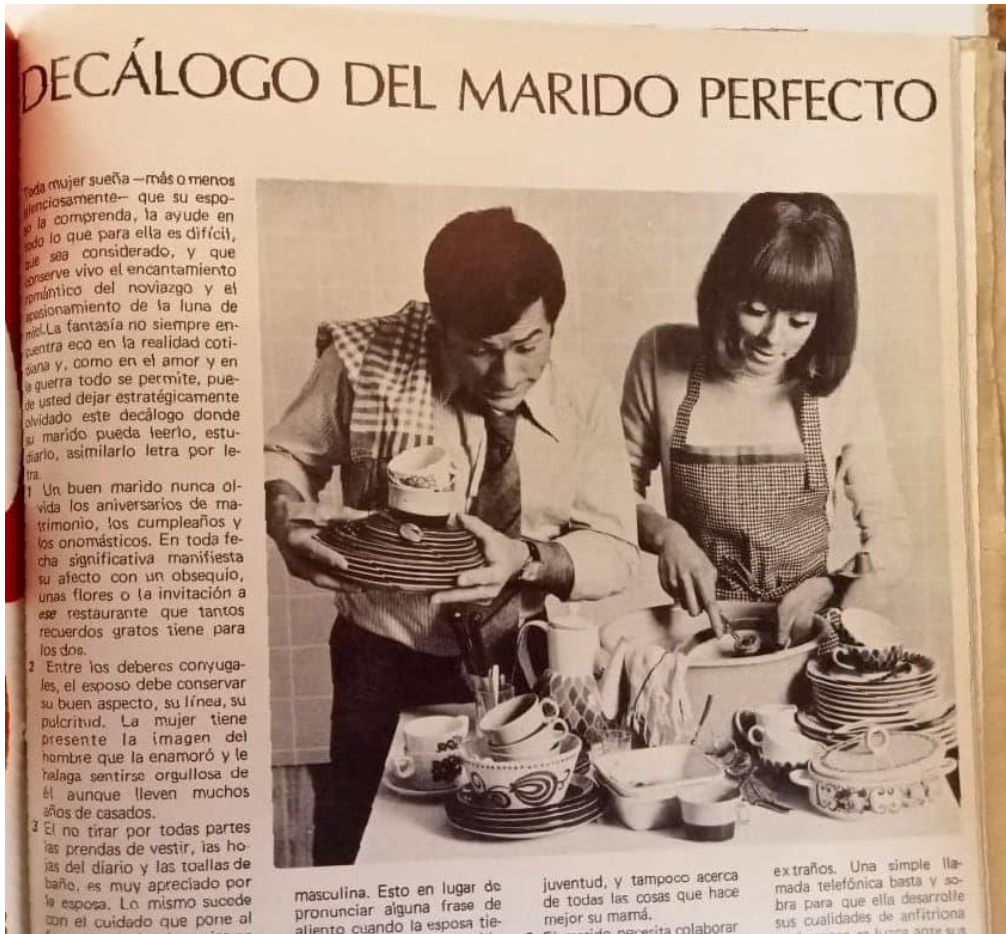 DECÁLOGO DEL MARIDO PERFECTO
Toda mujer sueña —más o menos
silenciosamente— que su espo-
so la comprenda, la ayude en
todo lo que para ella es difícil,
que sea considerado, y que
conserve vivo el encantamiento
romántico del noviazgo y el
apasionamiento de la luna de
miel. La fantasía no siempre en-
cuentra eco en la realidad coti-
diana y, como en el amor y en
la guerra todo se permite, pue-
de usted dejar estratégicamente
olvidado este decálogo donde
su marido pueda leerlo, estu-
diarlo, asimilarlo letra por le-
tra.
1 Un buen marido nunca ol-
vida los aniversarios de ma-
trimonio, los cumpleaños y
los onomásticos. En toda fe-
cha significativa manifiesta
su afecto con un obsequio,
unas flores o la invitación a
ese restaurante que tantos
recuerdos gratos tiene para
los dos.
2 Entre los deberes conyuga-
les, el esposo debe conservar
su buen aspecto, su línea, su
pulcritud. La mujer tiene
presente la imagen del
hombre que la enamoró y le
halaga sentirse orgullosa de
él aunque lleven muchos
años de casados.
3 El no tirar por todas partes
las prendas de vestir, las ho-
jas del diario y las toallas de
baño, es muy apreciado por
la esposa. Lo mismo sucede
con el cuidado que pone al
masculina. Esto en lugar de
pronunciar alguna frase de
aliento cuando la esposa tie-
juventud, y tampoco acerca
de todas las cosas que hace
mejor su mamá.
El marido necesita colaborar
extraños. Una simple lla-
mada telefónica basta y so-
bra para que ella desarrolle
sus cualidades de anfitriona